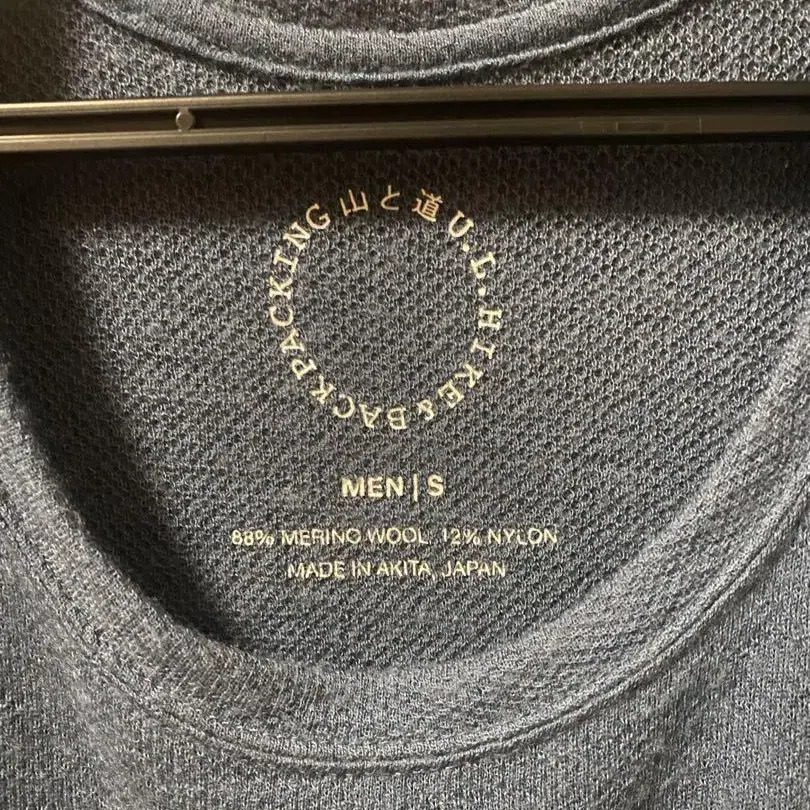 山と道 U.L. HIKE & BACKPACKING
MEN | S
88% MERINO WOOL, 12% NYLON
MADE IN AKITA, JAPAN